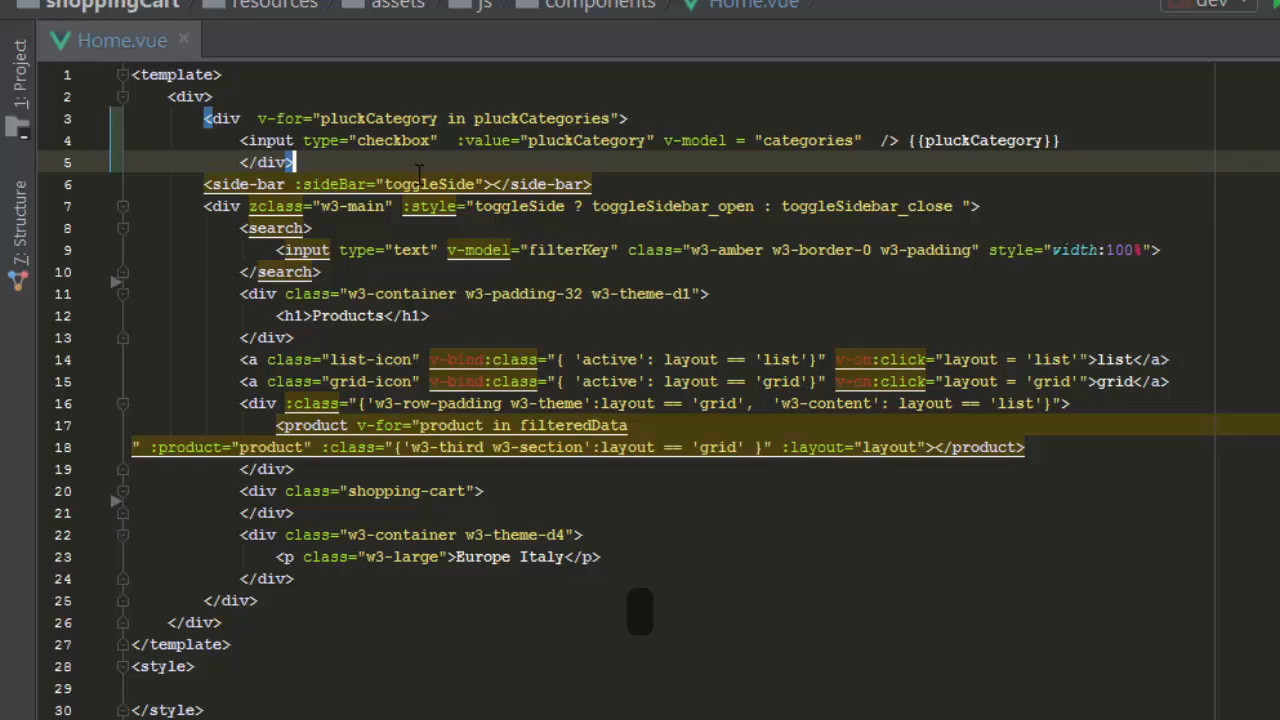 shoppingCart resources assets js components Home.vue dev
Home.vue
1: Project
7: Structure
1 <template>
2 <div>
3 <div  v-for="pluckCategory in pluckCategories">
4 <input type="checkbox"  :value="pluckCategory" v-model = "categories"  /> {{pluckCategory}}
5 </div>
6 <side-bar :sideBar="toggleSide"></side-bar>
7 <div zclass="w3-main" :style="toggleSide ? toggleSidebar_open : toggleSidebar_close ">
8 <search>
9 <input type="text" v-model="filterKey" class="w3-amber w3-border-0 w3-padding" style="width:100%">
10 </search>
11 <div class="w3-container w3-padding-32 w3-theme-d1">
12 <h1>Products</h1>
13 </div>
14 <a class="list-icon" v-bind:class="{ 'active': layout == 'list'}" v-on:click="layout = 'list'">list</a>
15 <a class="grid-icon" v-bind:class="{ 'active': layout == 'grid'}" v-on:click="layout = 'grid'">grid</a>
16 <div :class="{'w3-row-padding w3-theme':layout == 'grid',  'w3-content': layout == 'list'}">
17 <product v-for="product in filteredData
18 " :product="product" :class="{'w3-third w3-section':layout == 'grid' }" :layout="layout"></product>
19 </div>
20 <div class="shopping-cart">
21 </div>
22 <div class="w3-container w3-theme-d4">
23 <p class="w3-large">Europe Italy</p>
24 </div>
25 </div>
26 </div>
27 </template>
28 <style>
29
30 </style>